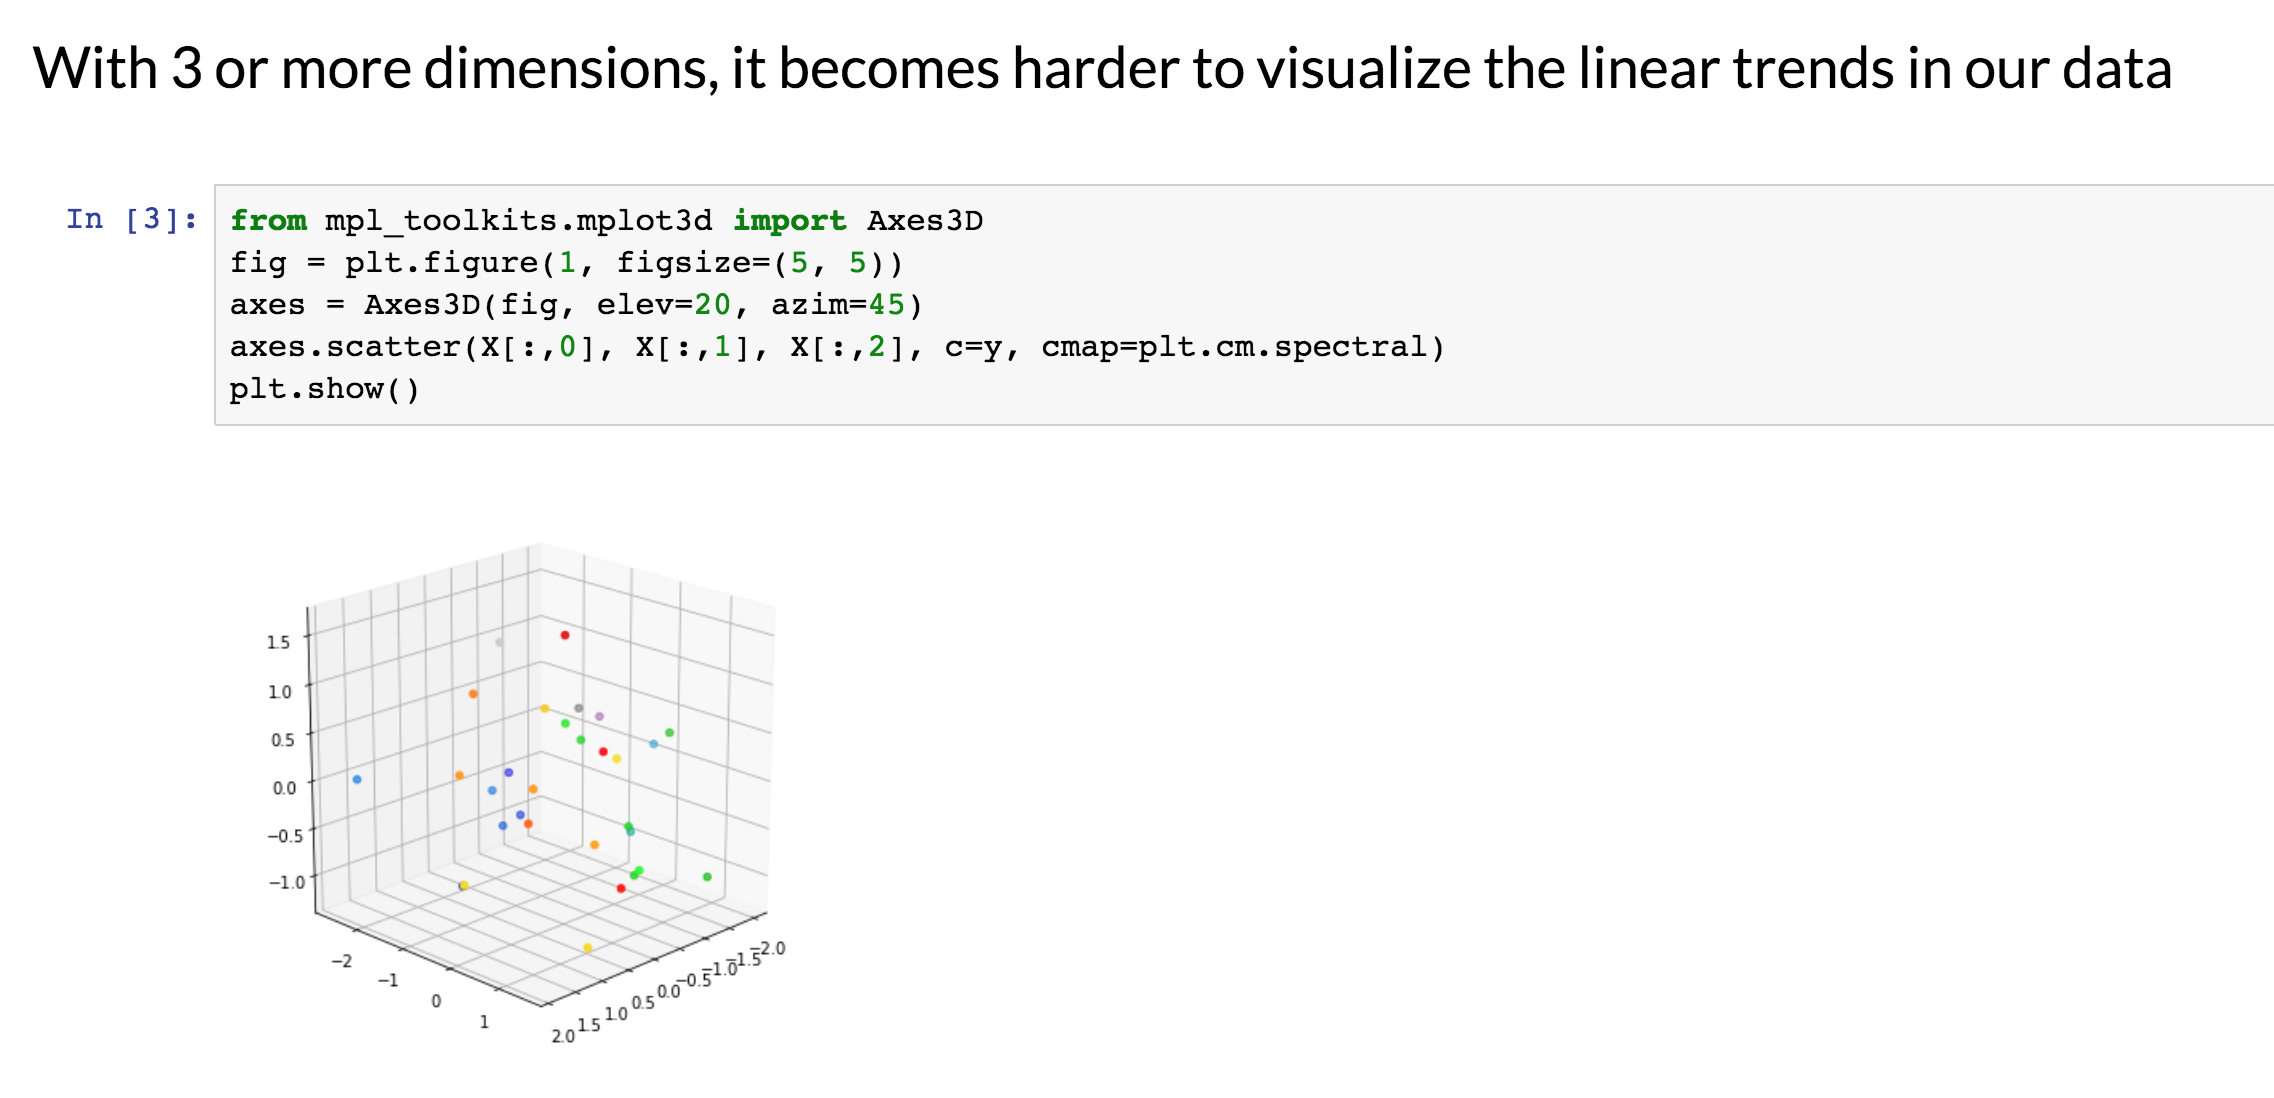 With 3 or more dimensions, it becomes harder to visualize the linear trends in our data
In [3]:
from mpl_toolkits.mplot3d import Axes3D
fig = plt.figure(1, figsize=(5, 5))
axes = Axes3D(fig, elev=20, azim=45)
axes.scatter(X[:,0], X[:,1], X[:,2], c=y, cmap=plt.cm.spectral)
plt.show()
1.5
1.0
0.5
0.0
−0.5
−1.0
−2
−1
0
1
2.0
1.5
1.0
0.5
0.0
−0.5
−1.0
−1.5
−2.0